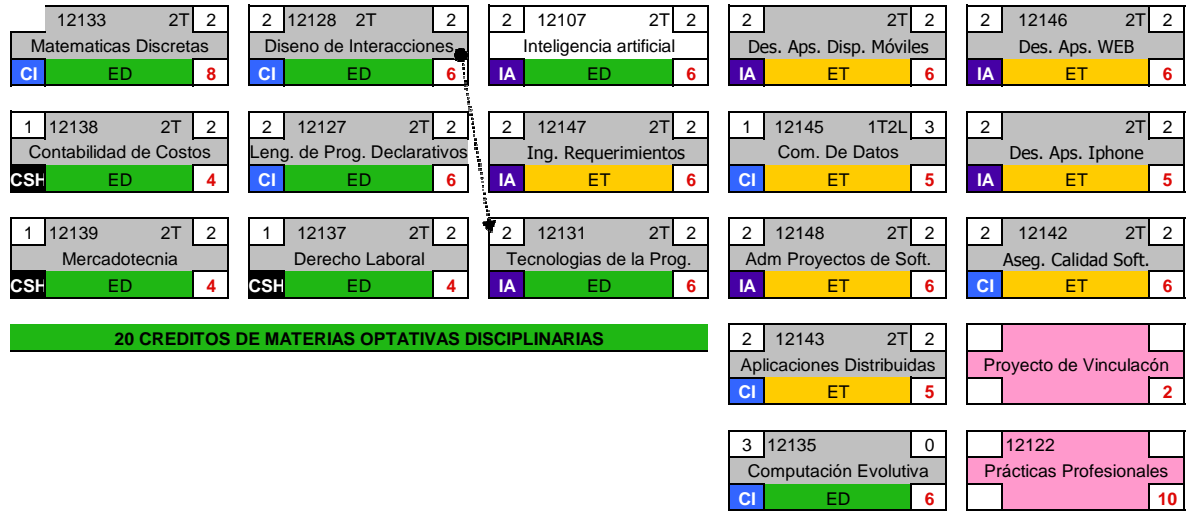 12133 2T 2
Matematicas Discretas
CI ED 8
2 12128 2T 2
Diseno de Interacciones
CI ED 6
2 12107 2T 2
Inteligencia artificial
IA ED 6
2 2T 2
Des. Aps. Disp. Móviles
IA ET 6
2 12146 2T 2
Des. Aps. WEB
IA ET 6
1 12138 2T 2
Contabilidad de Costos
CSH ED 4
2 12127 2T 2
Leng. de Prog. Declarativos
CI ED 6
2 12147 2T 2
Ing. Requerimientos
IA ET 6
1 12145 1T2L 3
Com. De Datos
CI ET 5
2 2T 2
Des. Aps. Iphone
IA ET 5
1 12139 2T 2
Mercadotecnia
CSH ED 4
1 12137 2T 2
Derecho Laboral
CSH ED 4
2 12131 2T 2
Tecnologias de la Prog.
IA ED 6
2 12148 2T 2
Adm Proyectos de Soft.
IA ET 6
2 12142 2T 2
Aseg. Calidad Soft.
CI ET 6
20 CREDITOS DE MATERIAS OPTATIVAS DISCIPLINARIAS
2 12143 2T 2
Aplicaciones Distribuidas
CI ET 5
Proyecto de Vinculacón
2
3 12135 0
Computación Evolutiva
CI ED 6
12122
Prácticas Profesionales
10